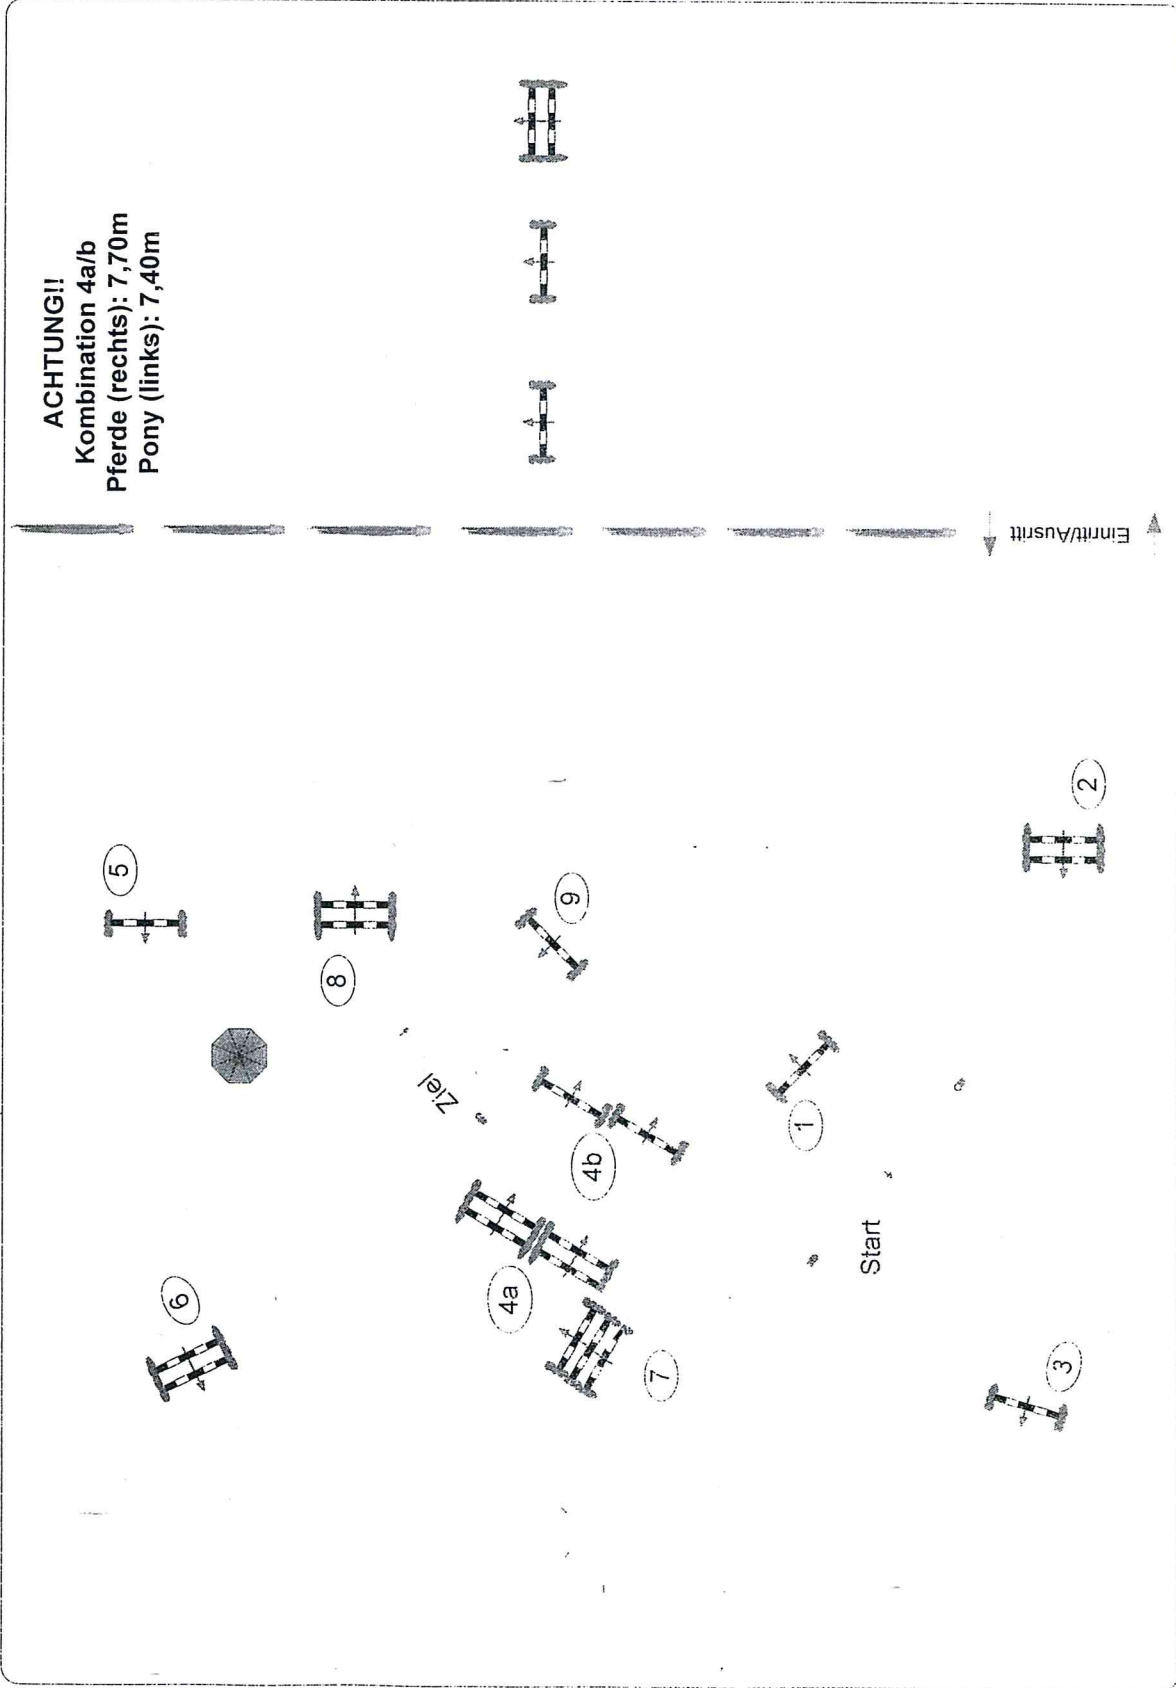 ACHTUNG!!
Kombination 4a/b
Pferde (rechts): 7,70m
Pony (links): 7,40m
Einritt/Ausritt
5
8
9
2
Ziel
4b
1
6
4a
7
Start
3